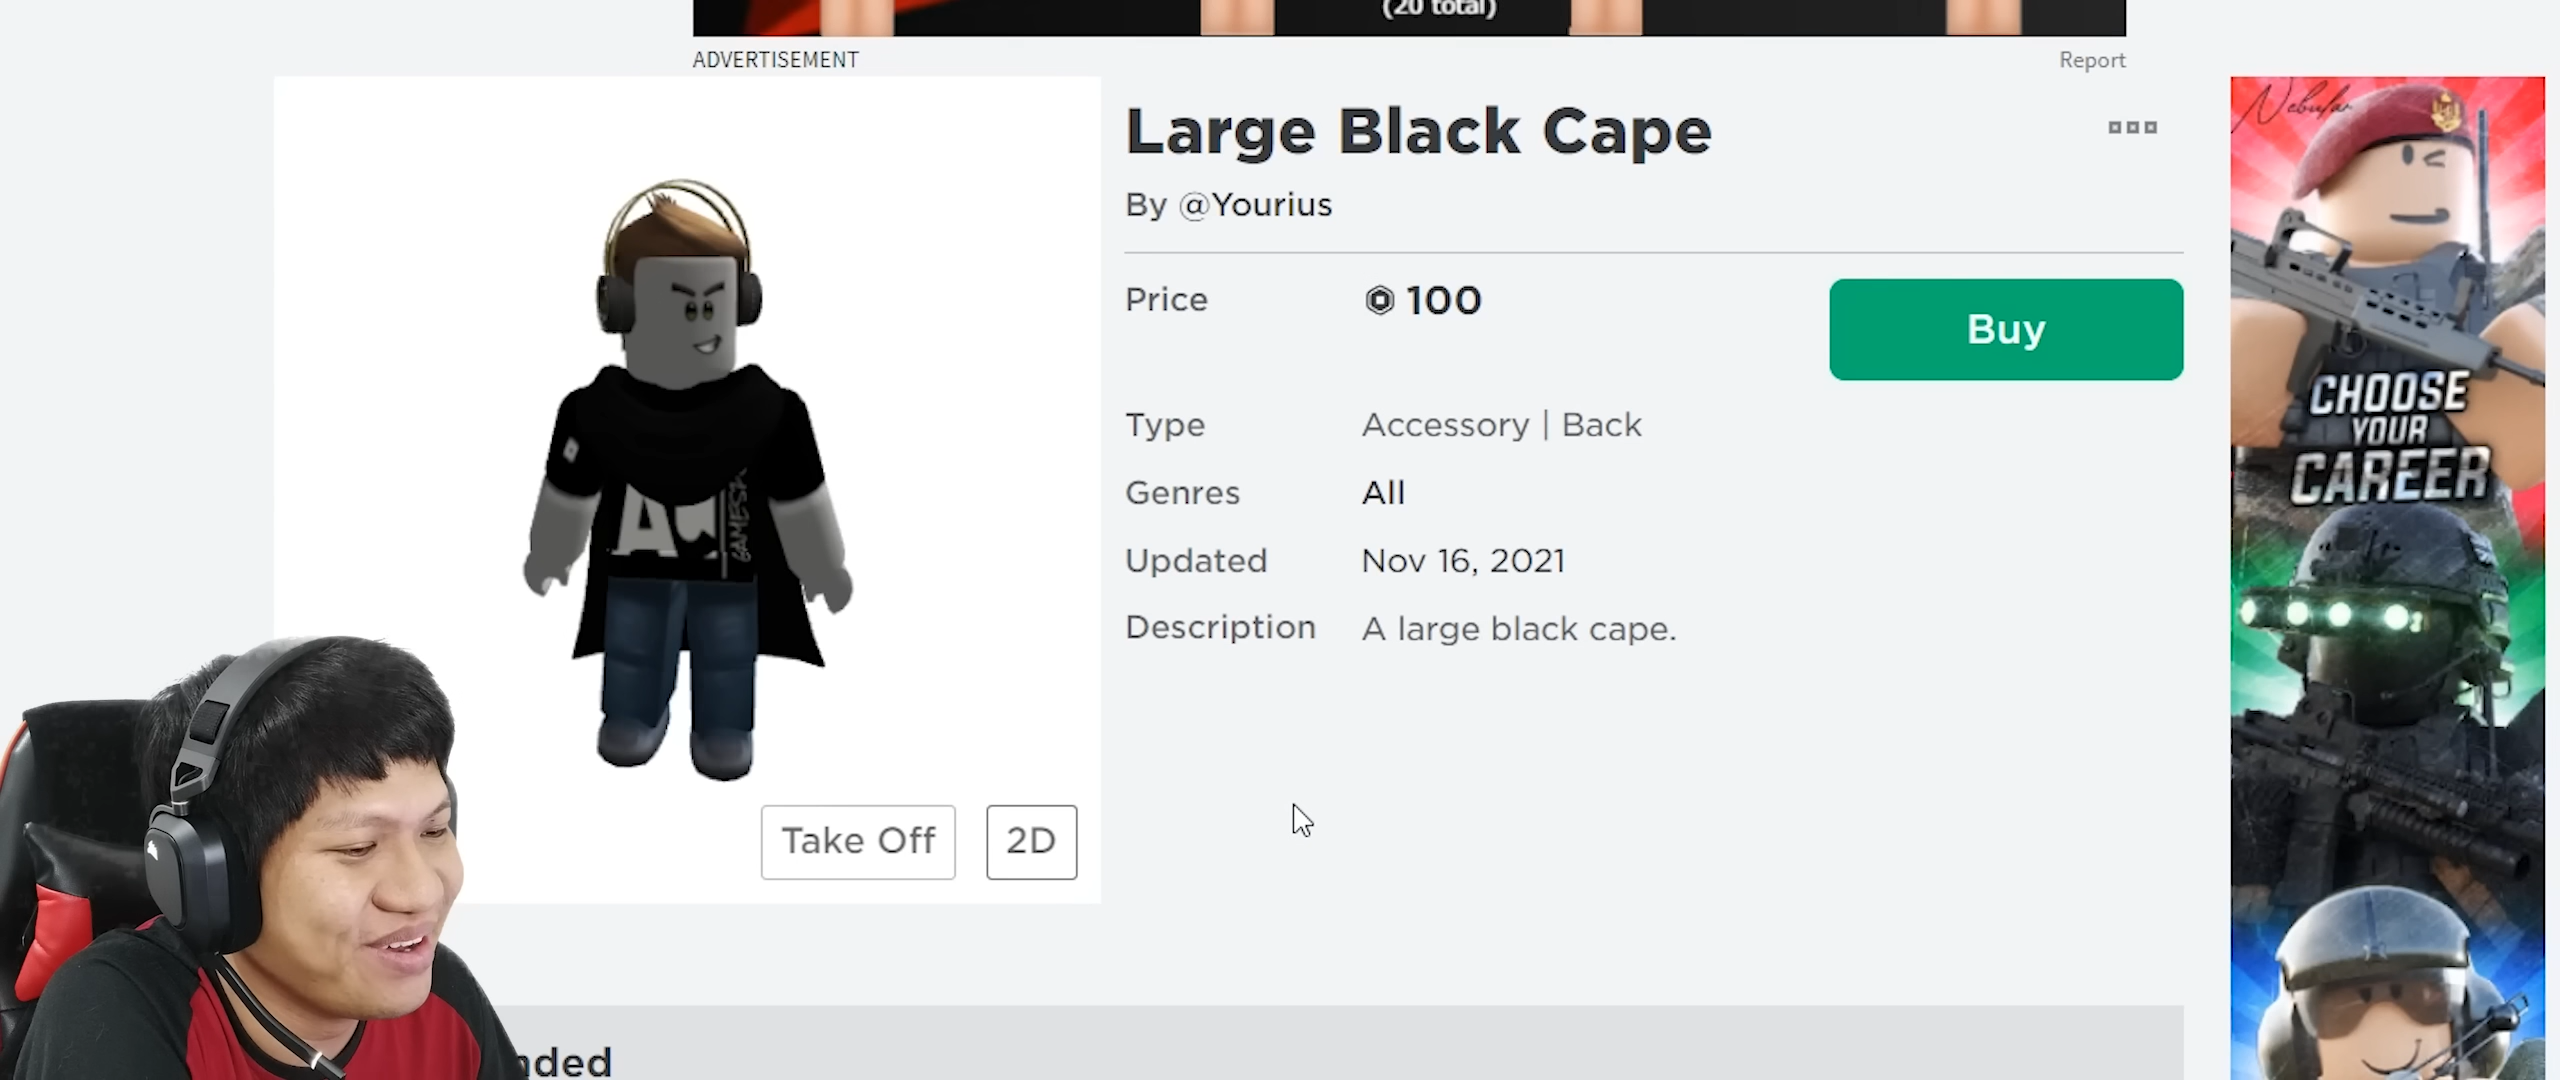 (20 total)
ADVERTISEMENT
Report
Large Black Cape
By @Yourius
Price 100
Buy
Type Accessory | Back
Genres All
Updated Nov 16, 2021
Description A large black cape.
Take Off
2D
Nebular
CHOOSE
YOUR
CAREER
nded